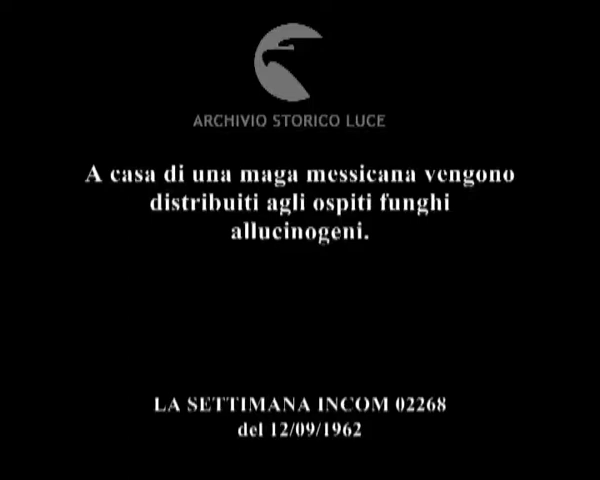 ARCHIVIO STORICO LUCE
A casa di una maga messicana vengono
distribuiti agli ospiti funghi
allucinogeni.
LA SETTIMANA INCOM 02268
del 12/09/1962